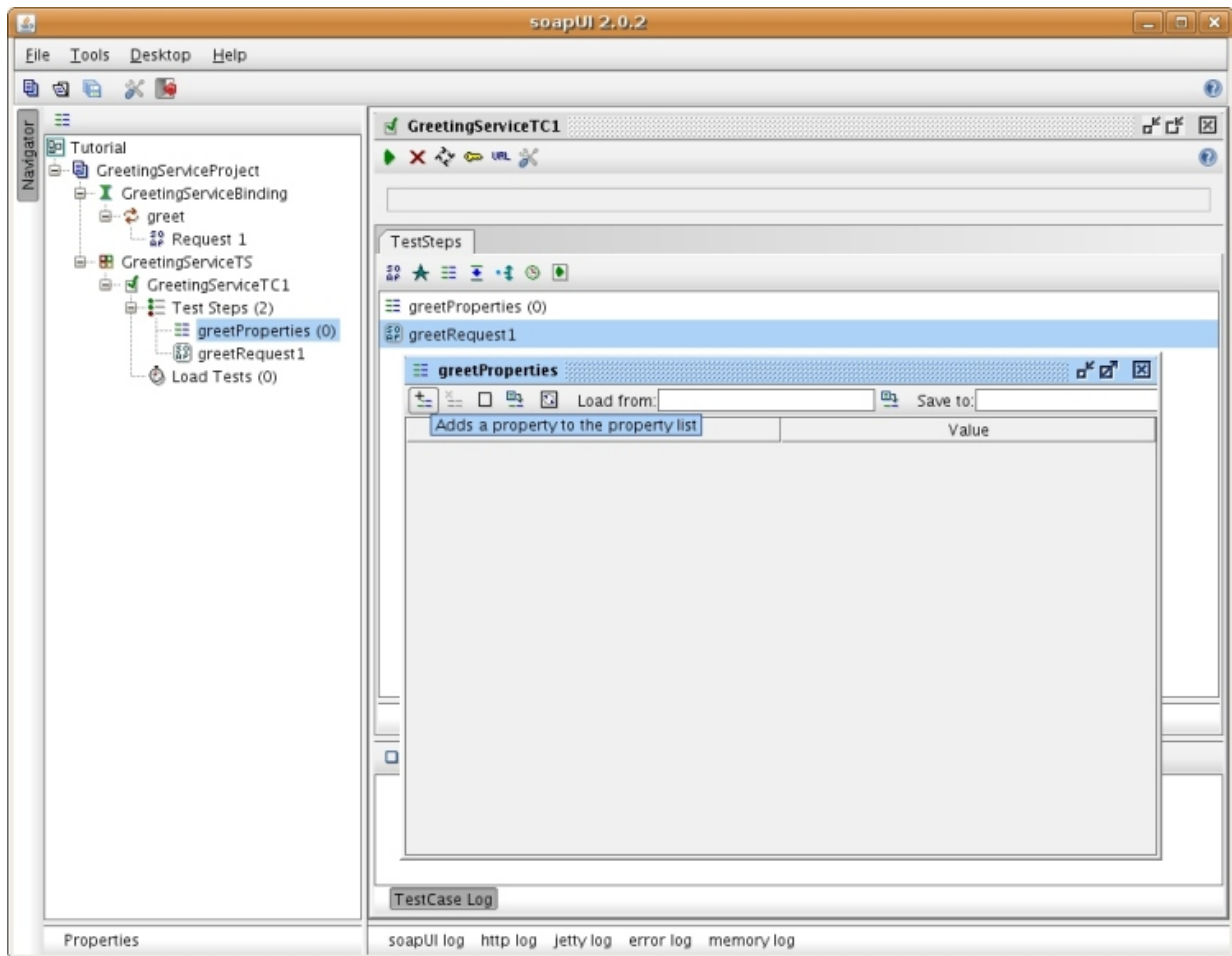 soapUI 2.0.2
File Tools Desktop Help
Navigator
Tutorial
GreetingServiceProject
GreetingServiceBinding
greet
Request 1
GreetingServiceTS
GreetingServiceTC1
Test Steps (2)
greetProperties (0)
greetRequest1
Load Tests (0)
Properties
GreetingServiceTC1
URL
TestSteps
greetProperties (0)
greetRequest1
greetProperties
Load from: Save to:
Adds a property to the property list
Value
TestCase Log
soapUI log http log jetty log error log memory log